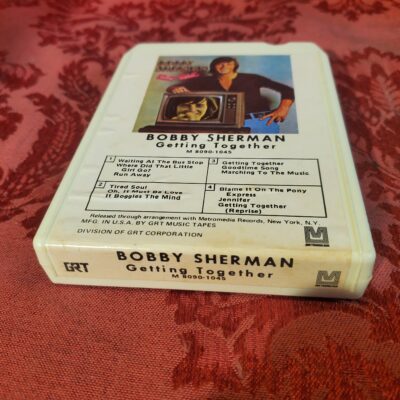 BOBBY SHERMAN
Getting Together
M 8090-1045
1 Waiting At The Bus Stop
Where Did That Little
Girl Go?
Run Away
3 Getting Together
Goodtime Song
Marching To The Music
2 Tired Soul
Oh, It Must Be Love
It Boggles The Mind
4 Blame It On The Pony
Express
Jennifer
Getting Together
(Reprise)
Released through arrangement with Metromedia Records, New York, N.Y.
MFG. IN U.S.A. BY GRT MUSIC TAPES
DIVISION OF GRT CORPORATION
GRT
BOBBY SHERMAN
Getting Together
M 8090-1045